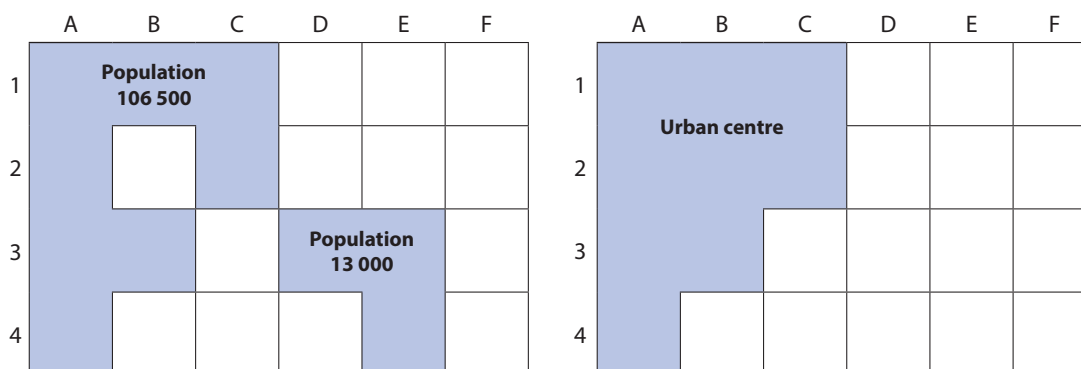 A B C D E F
A B C D E F
1 Population
106 500
1 Urban centre
2
2
3 Population
13 000
3
4
4